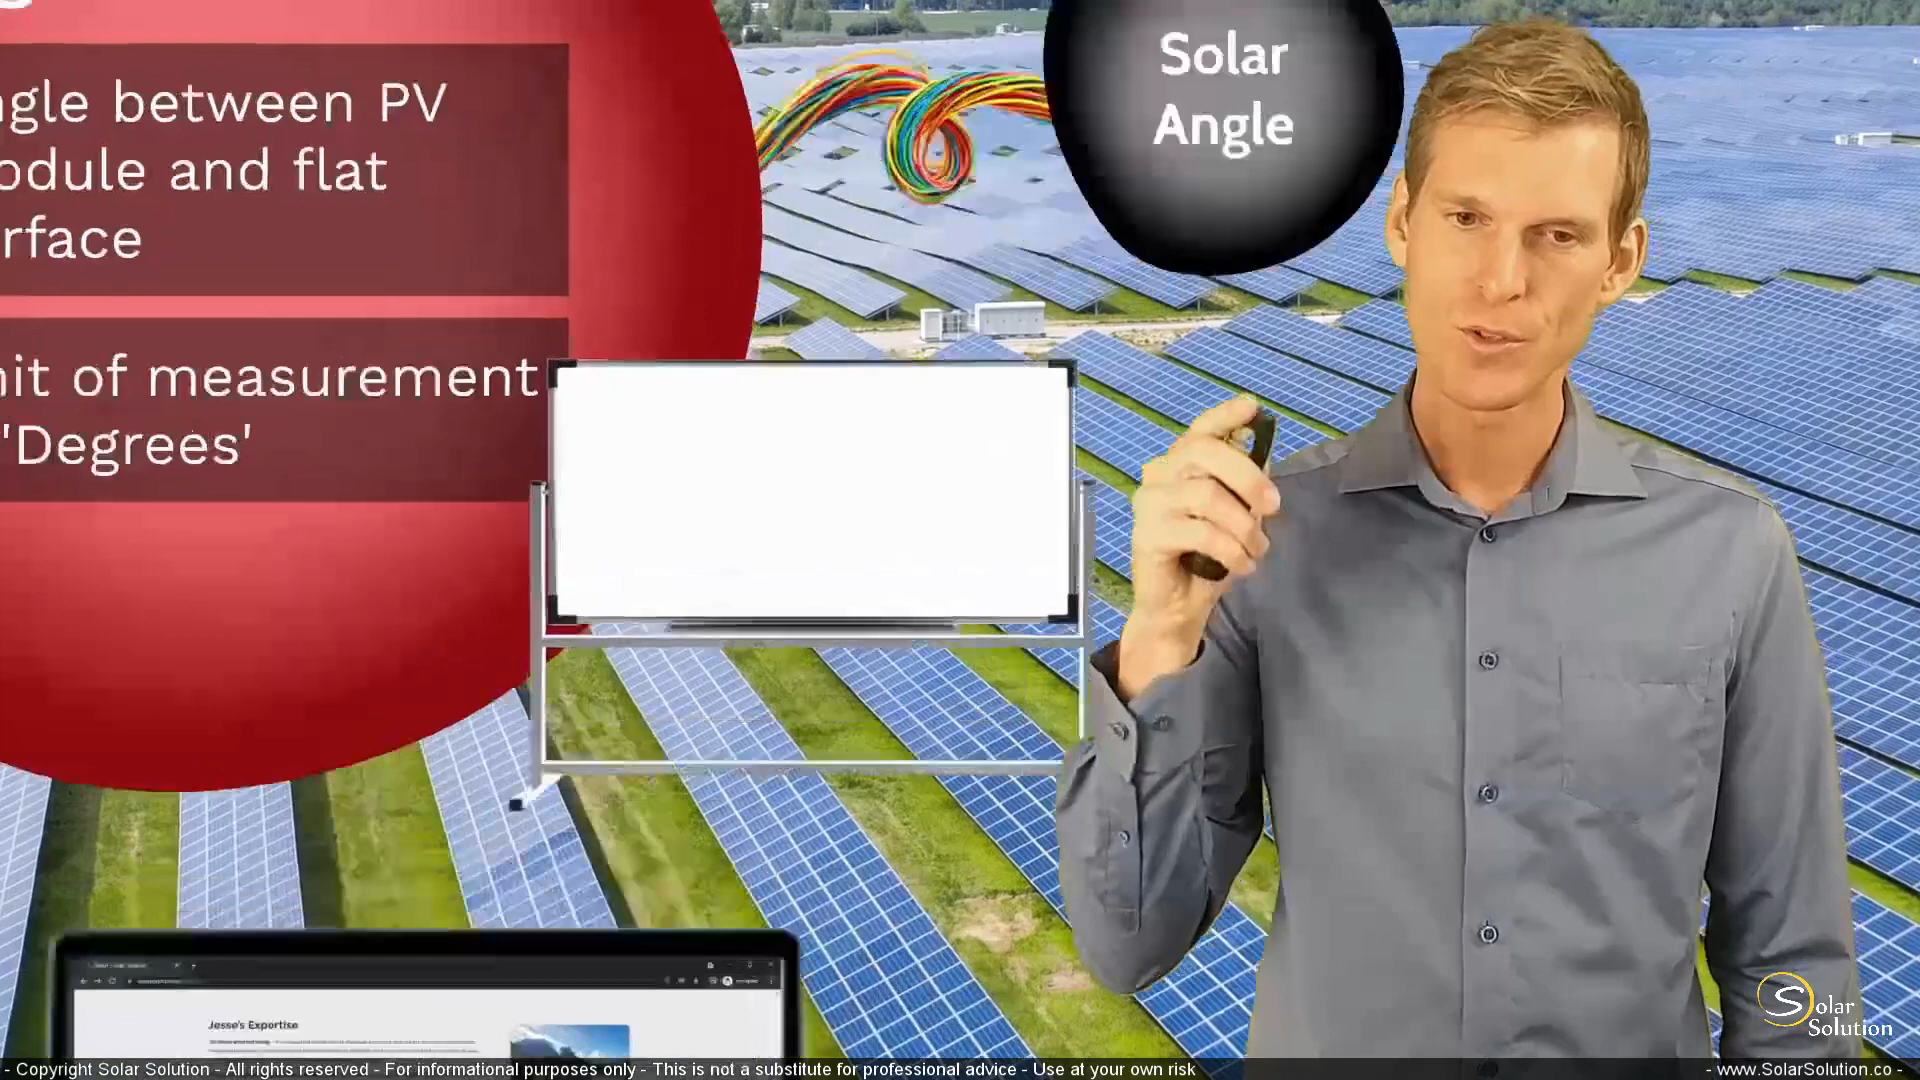 ngle between PV
odule and flat
rface
nit of measurement
'Degrees'
Solar
Angle
Jesse's Expertise
Solar
Solution
- Copyright Solar Solution - All rights reserved - For informational purposes only - This is not a substitute for professional advice - Use at your own risk
- www.SolarSolution.co -